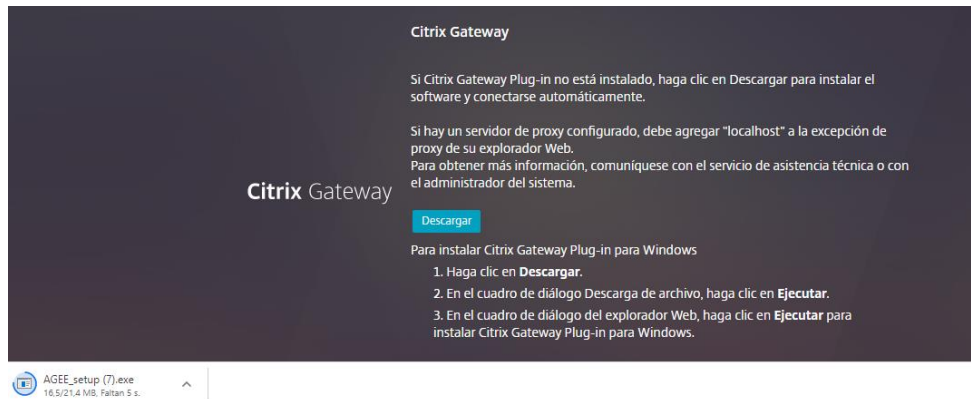 Citrix Gateway
Si Citrix Gateway Plug-in no está instalado, haga clic en Descargar para instalar el
software y conectarse automáticamente.
Si hay un servidor de proxy configurado, debe agregar "localhost" a la excepción de
proxy de su explorador Web.
Para obtener más información, comuníquese con el servicio de asistencia técnica o con
el administrador del sistema.
Citrix Gateway
Descargar
Para instalar Citrix Gateway Plug-in para Windows
1. Haga clic en Descargar.
2. En el cuadro de diálogo Descarga de archivo, haga clic en Ejecutar.
3. En el cuadro de diálogo del explorador Web, haga clic en Ejecutar para
instalar Citrix Gateway Plug-in para Windows.
AGEE_setup (7).exe
16,5/21,4 MB, Faltan 5 s.